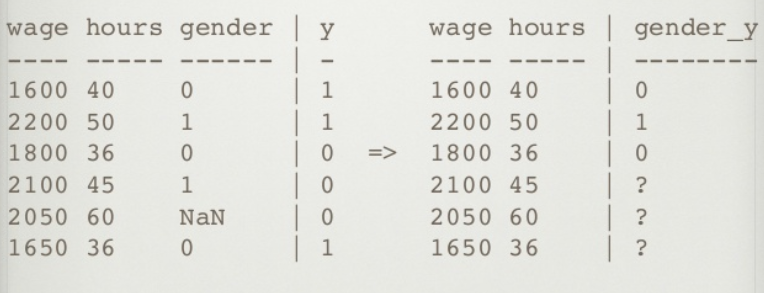 wage hours gender | y wage hours | gender_y
---- ----- ------ | - ---- ----- | --------
1600 40 0 | 1 1600 40 | 0
2200 50 1 | 1 2200 50 | 1
1800 36 0 | 0 => 1800 36 | 0
2100 45 1 | 0 2100 45 | ?
2050 60 NaN | 0 2050 60 | ?
1650 36 0 | 1 1650 36 | ?